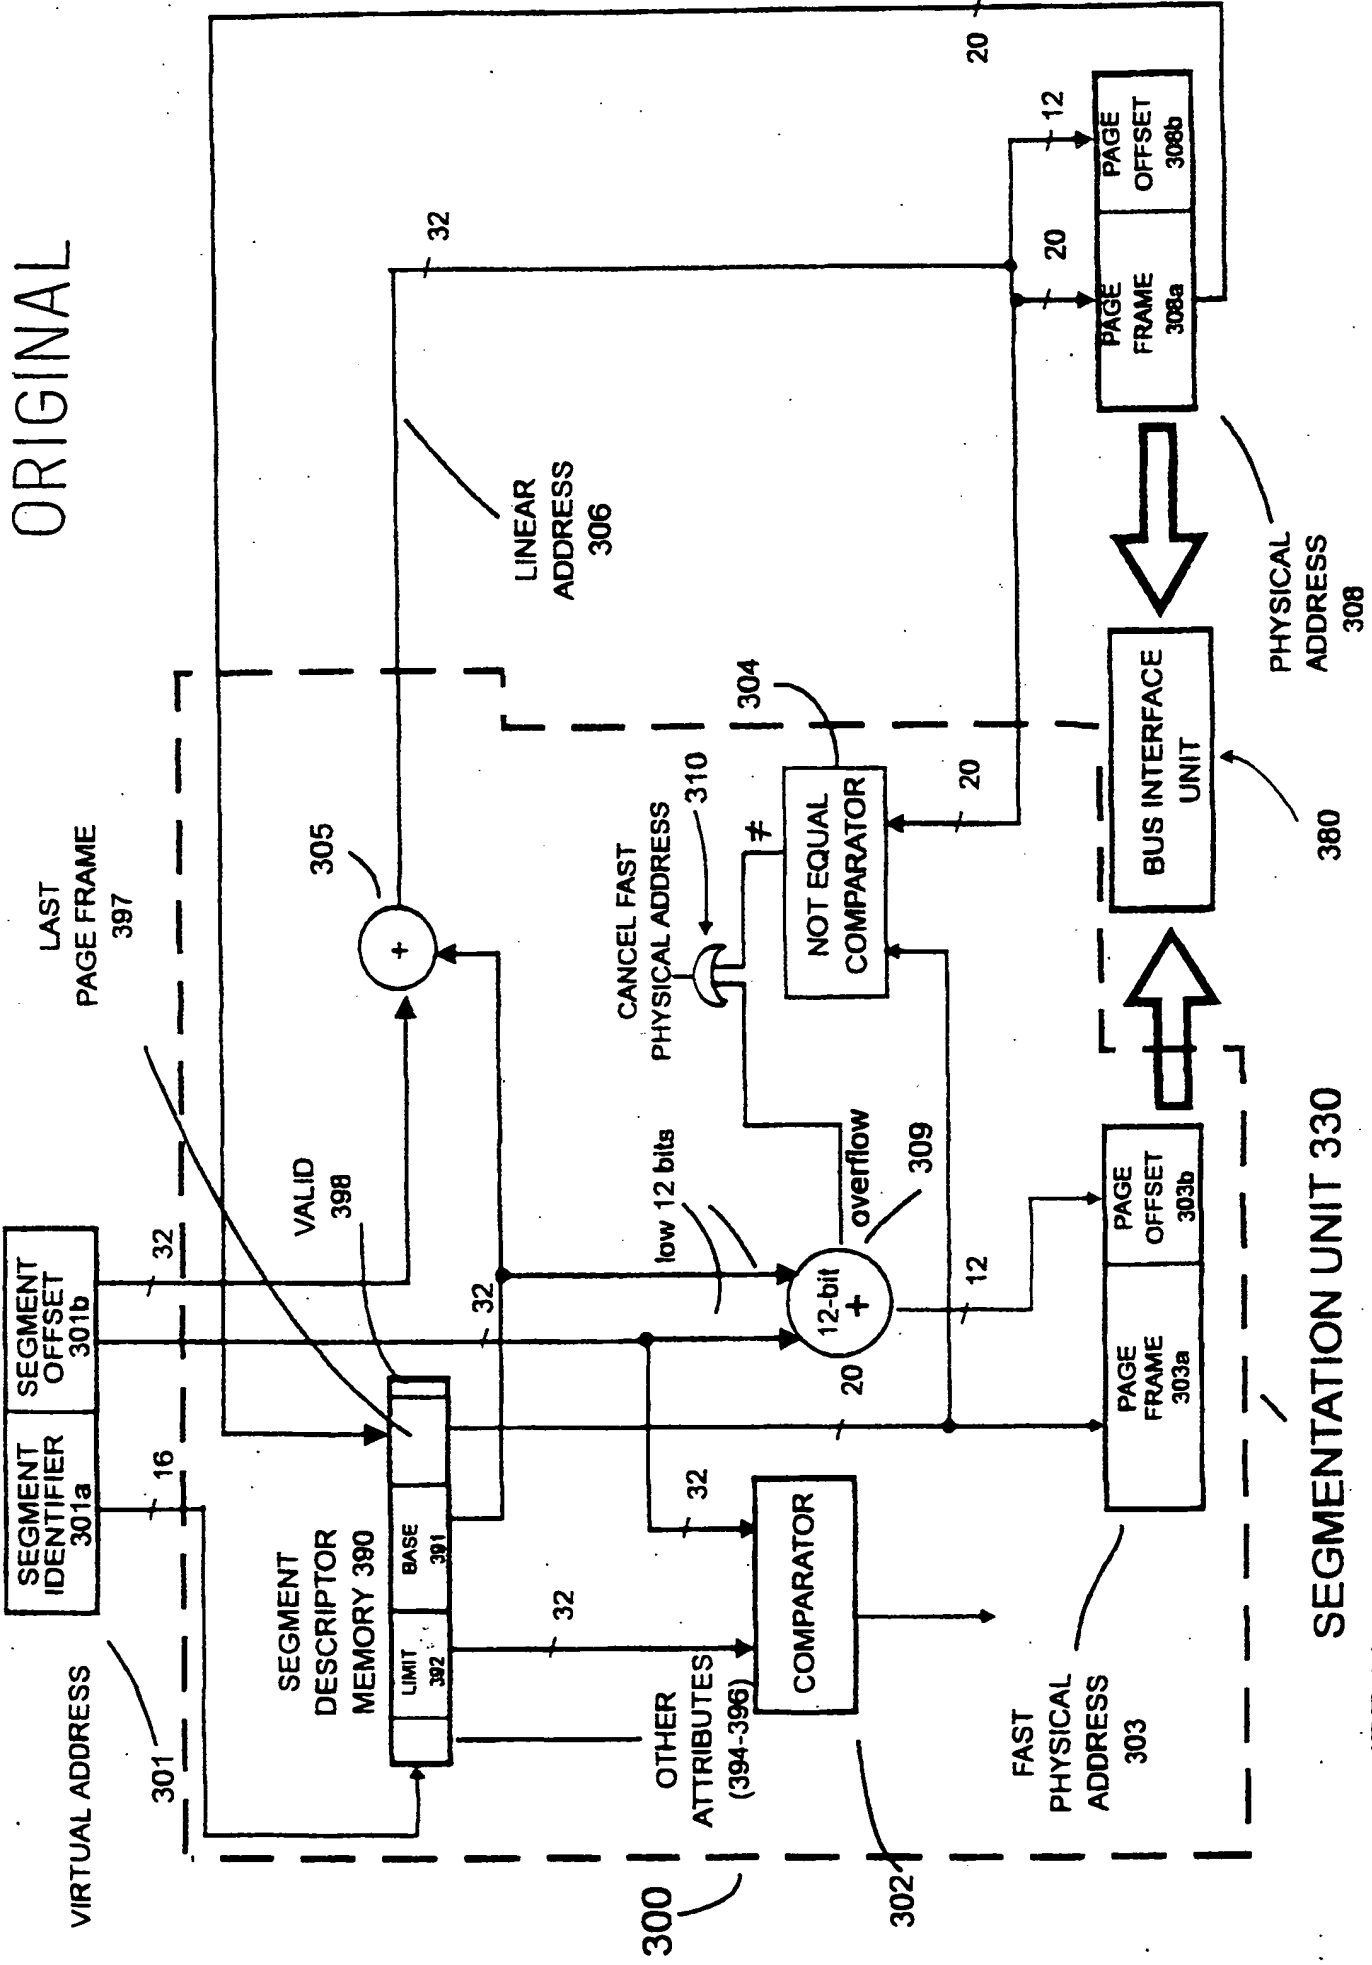 ORIGINAL
VIRTUAL ADDRESS
301
SEGMENT
IDENTIFIER
301a
SEGMENT
OFFSET
301b
16
32
LAST
PAGE FRAME
397
SEGMENT
DESCRIPTOR
MEMORY 390
VALID
398
LIMIT
392
BASE
391
305
+
32
32
LINEAR
ADDRESS
306
OTHER
ATTRIBUTES
(394-396)
32
32
COMPARATOR
302
300
low 12 bits
12-bit
+
overflow
309
20
12
CANCEL FAST
PHYSICAL ADDRESS
310
≠
NOT EQUAL
COMPARATOR
304
20
20
12
20
FAST
PHYSICAL
ADDRESS
303
PAGE
FRAME
303a
PAGE
OFFSET
303b
BUS INTERFACE
UNIT
380
PAGE
FRAME
308a
PAGE
OFFSET
308b
PHYSICAL
ADDRESS
308
SEGMENTATION UNIT 330